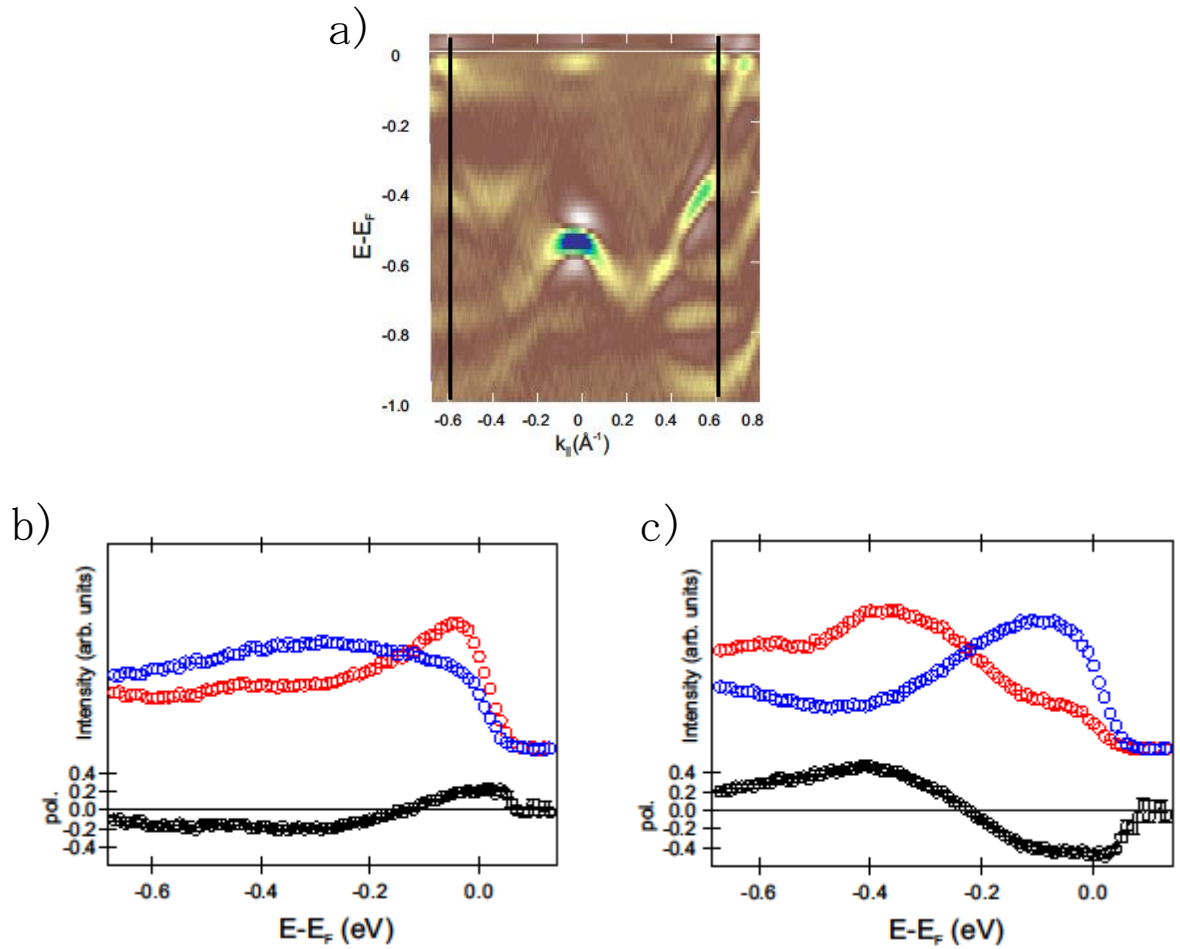 a)
0
-0.2
-0.4
-0.6
-0.8
-1.0
E-E_F
-0.6 -0.4 -0.2 0 0.2 0.4 0.6 0.8
k_||(Å⁻¹)
b)
Intensity (arb. units)
0.4
0.2
0.0
-0.2
-0.4
pol.
-0.6 -0.4 -0.2 0.0
E-E_F (eV)
c)
Intensity (arb. units)
0.4
0.2
0.0
-0.2
-0.4
pol.
-0.6 -0.4 -0.2 0.0
E-E_F (eV)